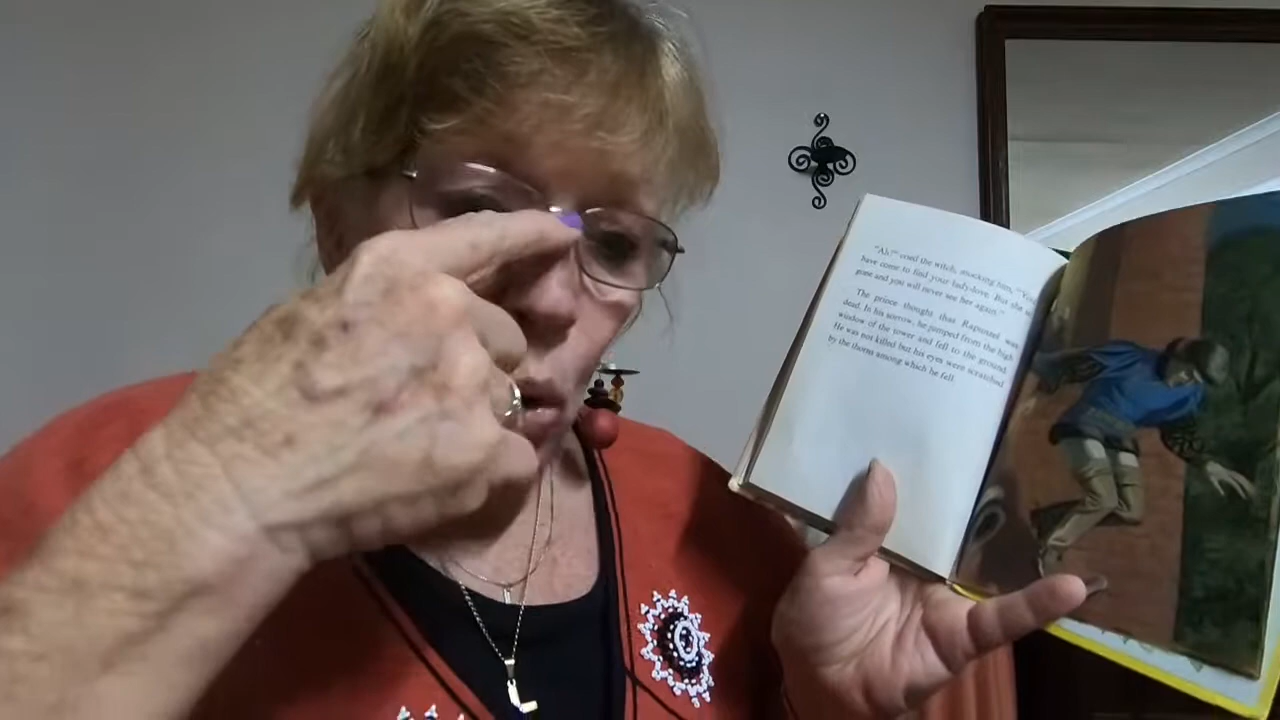 "Ah!" cried the witch, mocking him, "You
have come to find your lady-love. But she is
gone and you will never see her again."
The prince thought that Rapunzel was
dead. In his sorrow, he jumped from the high
window of the tower and fell to the ground.
He was not killed but his eyes were scratched
by the thorns among which he fell.